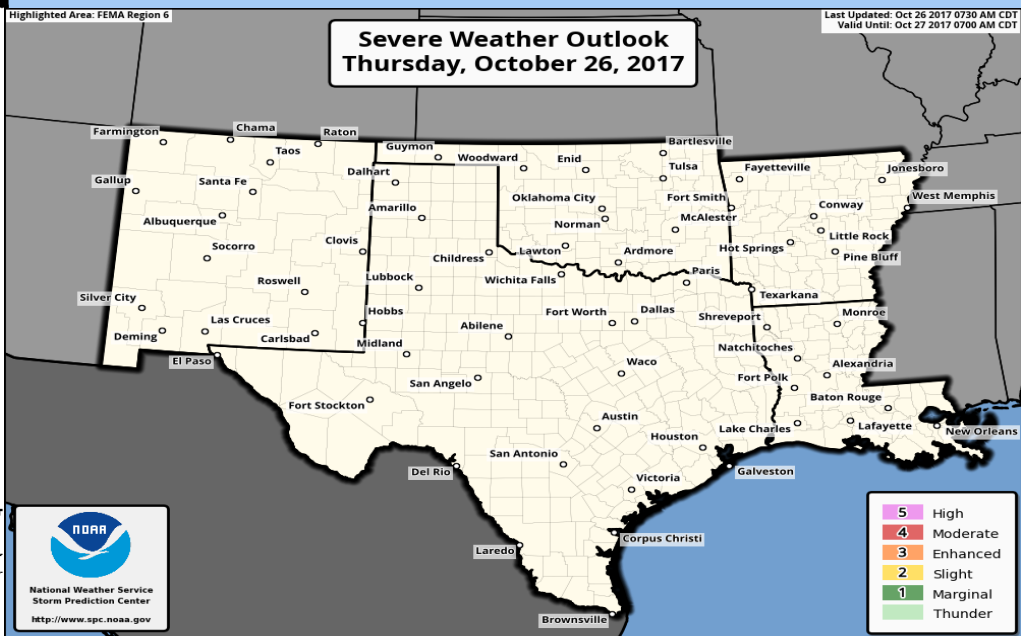 Highlighted Area: FEMA Region 6
Last Updated: Oct 26 2017 0730 AM CDT
Valid Until: Oct 27 2017 0700 AM CDT
Severe Weather Outlook
Thursday, October 26, 2017
Farmington
Chama
Raton
Taos
Guymon
Woodward
Enid
Bartlesville
Tulsa
Fayetteville
Jonesboro
Gallup
Santa Fe
Dalhart
Oklahoma City
Fort Smith
West Memphis
Albuquerque
Amarillo
Norman
McAlester
Conway
Socorro
Clovis
Childress
Lawton
Ardmore
Hot Springs
Little Rock
Pine Bluff
Roswell
Lubbock
Wichita Falls
Paris
Texarkana
Silver City
Las Cruces
Hobbs
Fort Worth
Dallas
Shreveport
Monroe
Deming
Carlsbad
Midland
Abilene
Natchitoches
El Paso
San Angelo
Waco
Fort Polk
Alexandria
Fort Stockton
Austin
Baton Rouge
Lake Charles
Lafayette
New Orleans
Houston
San Antonio
Del Rio
Galveston
Victoria
Laredo
Corpus Christi
Brownsville
NOAA
National Weather Service
Storm Prediction Center
http://www.spc.noaa.gov
5 High
4 Moderate
3 Enhanced
2 Slight
1 Marginal
Thunder